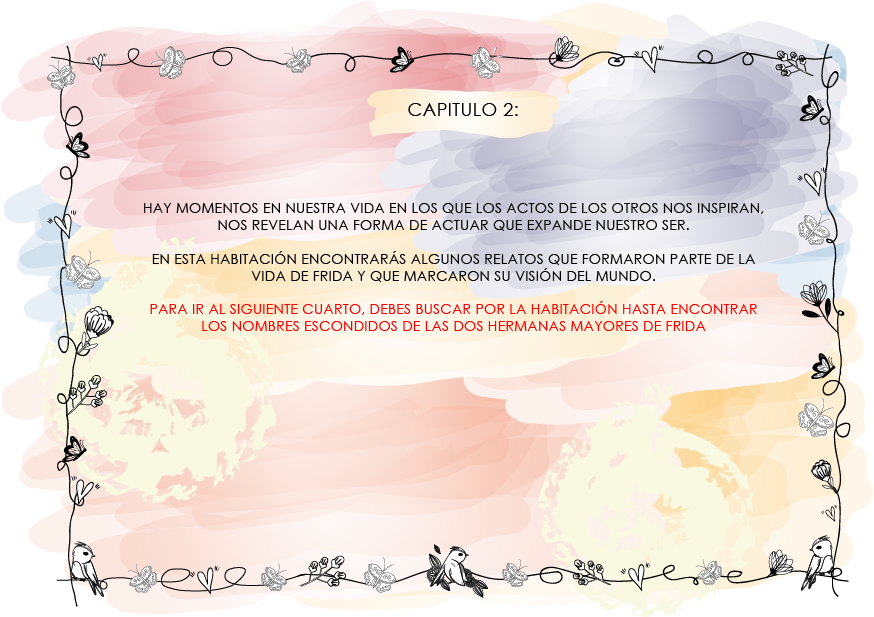 CAPITULO 2:
HAY MOMENTOS EN NUESTRA VIDA EN LOS QUE LOS ACTOS DE LOS OTROS NOS INSPIRAN,
NOS REVELAN UNA FORMA DE ACTUAR QUE EXPANDE NUESTRO SER.
EN ESTA HABITACIÓN ENCONTRARÁS ALGUNOS RELATOS QUE FORMARON PARTE DE LA
VIDA DE FRIDA Y QUE MARCARON SU VISIÓN DEL MUNDO.
PARA IR AL SIGUIENTE CUARTO, DEBES BUSCAR POR LA HABITACIÓN HASTA ENCONTRAR
LOS NOMBRES ESCONDIDOS DE LAS DOS HERMANAS MAYORES DE FRIDA